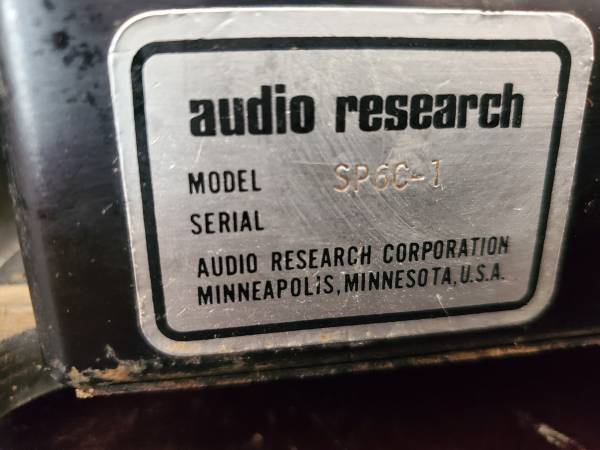 audio research
MODEL SP6C-1
SERIAL
AUDIO RESEARCH CORPORATION
MINNEAPOLIS, MINNESOTA, U.S.A.